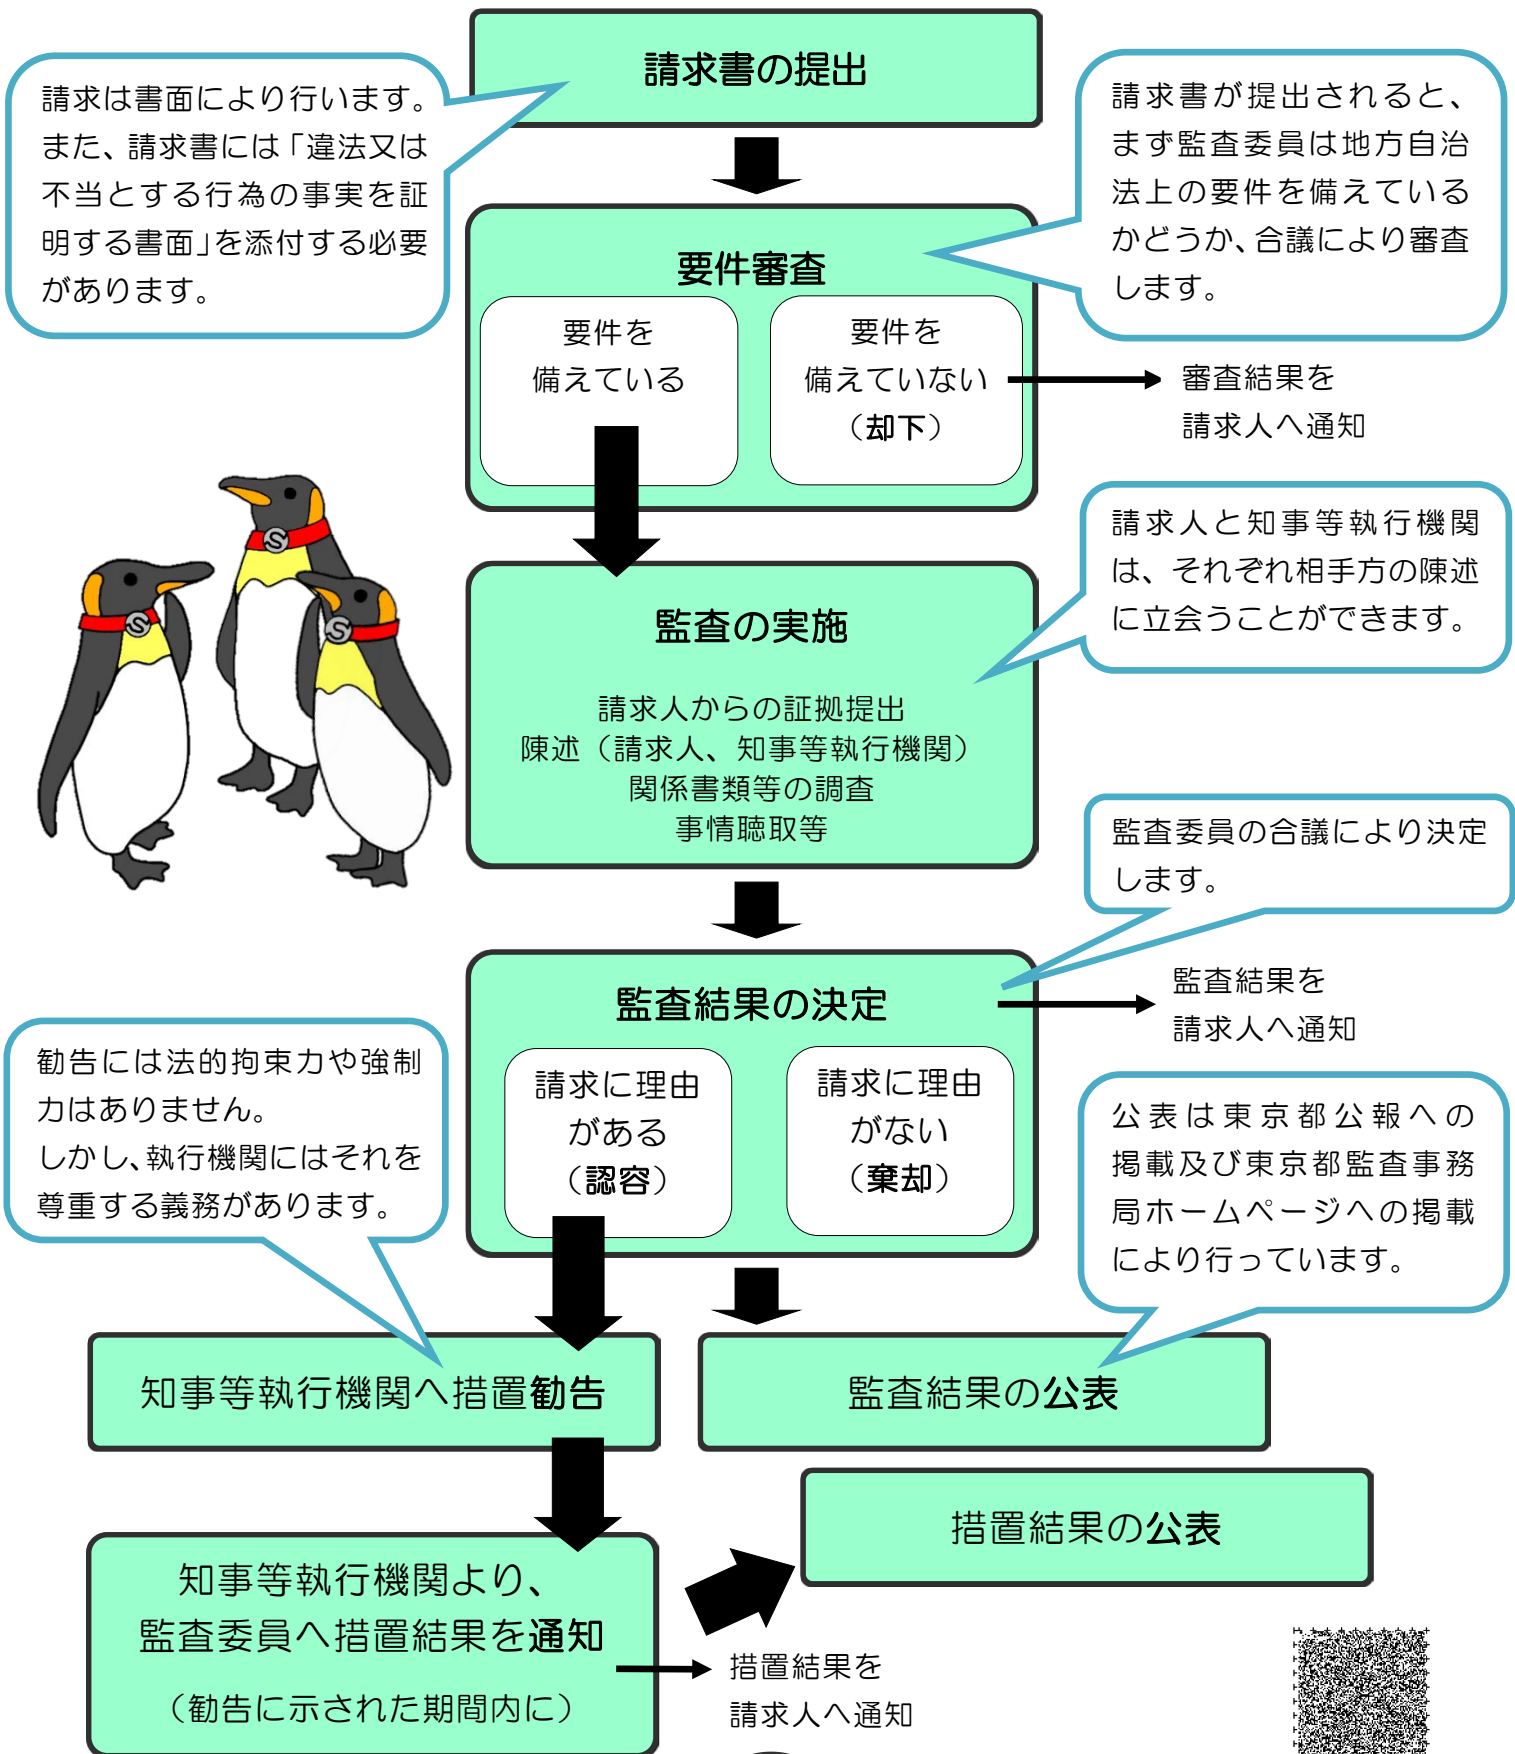 請求書の提出
請求は書面により行います。
また、請求書には「違法又は
不当とする行為の事実を証
明する書面」を添付する必要
があります。
請求書が提出されると、
まず監査委員は地方自治
法上の要件を備えている
かどうか、合議により審査
します。
要件審査
要件を
備えている
要件を
備えていない
（却下）
審査結果を
請求人へ通知
請求人と知事等執行機関
は、それぞれ相手方の陳述
に立会うことができます。
監査の実施
請求人からの証拠提出
陳述（請求人、知事等執行機関）
関係書類等の調査
事情聴取等
S
S
S
監査委員の合議により決定
します。
監査結果の決定
監査結果を
請求人へ通知
請求に理由
がある
（認容）
請求に理由
がない
（棄却）
勧告には法的拘束力や強制
力はありません。
しかし、執行機関にはそれを
尊重する義務があります。
公表は東京都公報への
掲載及び東京都監査事務
局ホームページへの掲載
により行っています。
知事等執行機関へ措置勧告
監査結果の公表
措置結果の公表
知事等執行機関より、
監査委員へ措置結果を通知
（勧告に示された期間内に）
措置結果を
請求人へ通知